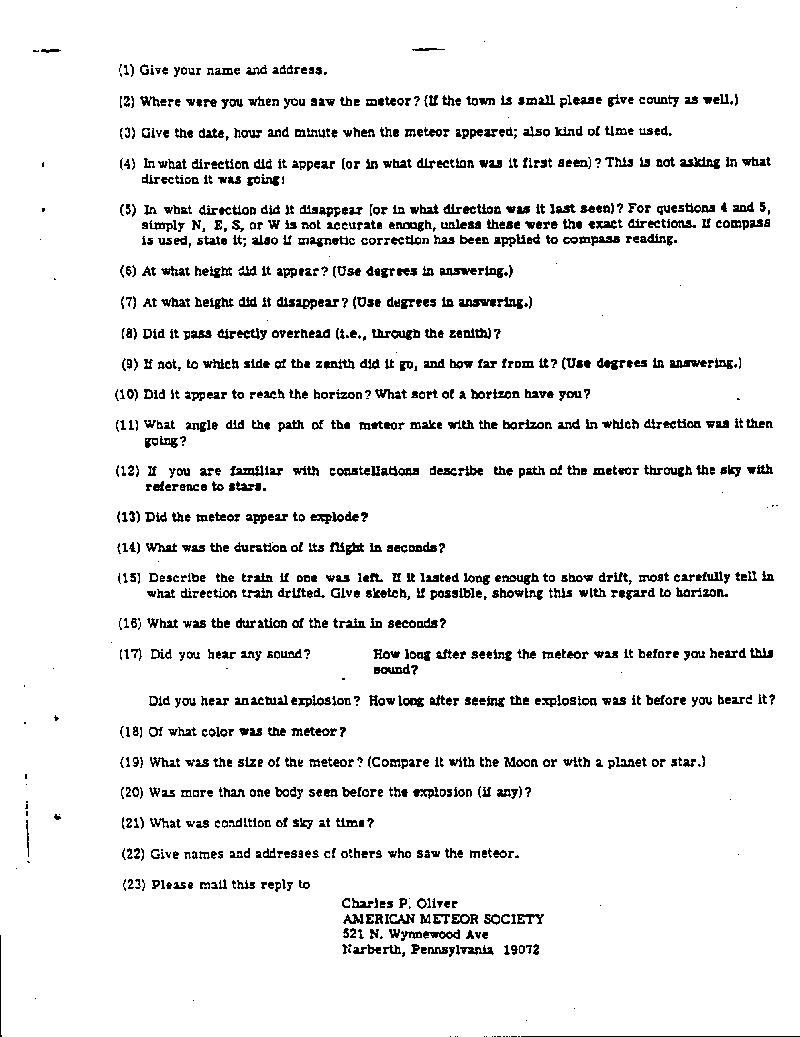 (1) Give your name and address.
(2) Where were you when you saw the meteor? (If the town is small please give county as well.)
(3) Give the date, hour and minute when the meteor appeared; also kind of time used.
(4) In what direction did it appear (or in what direction was it first seen)? This is not asking in what
direction it was going!
(5) In what direction did it disappear (or in what direction was it last seen)? For questions 4 and 5,
simply N, E, S, or W is not accurate enough, unless these were the exact directions. If compass
is used, state it; also if magnetic correction has been applied to compass reading.
(6) At what height did it appear? (Use degrees in answering.)
(7) At what height did it disappear? (Use degrees in answering.)
(8) Did it pass directly overhead (i.e., through the zenith)?
(9) If not, to which side of the zenith did it go, and how far from it? (Use degrees in answering.)
(10) Did it appear to reach the horizon? What sort of a horizon have you?
(11) What angle did the path of the meteor make with the horizon and in which direction was it then
going?
(12) If you are familiar with constellations describe the path of the meteor through the sky with
reference to stars.
(13) Did the meteor appear to explode?
(14) What was the duration of its flight in seconds?
(15) Describe the train if one was left. If it lasted long enough to show drift, most carefully tell in
what direction train drifted. Give sketch, if possible, showing this with regard to horizon.
(16) What was the duration of the train in seconds?
(17) Did you hear any sound? How long after seeing the meteor was it before you heard this
sound?
Did you hear an actual explosion? How long after seeing the explosion was it before you heard it?
(18) Of what color was the meteor?
(19) What was the size of the meteor? (Compare it with the Moon or with a planet or star.)
(20) Was more than one body seen before the explosion (if any)?
(21) What was condition of sky at time?
(22) Give names and addresses of others who saw the meteor.
(23) Please mail this reply to
Charles P. Oliver
AMERICAN METEOR SOCIETY
521 N. Wynnewood Ave
Narberth, Pennsylvania 19072